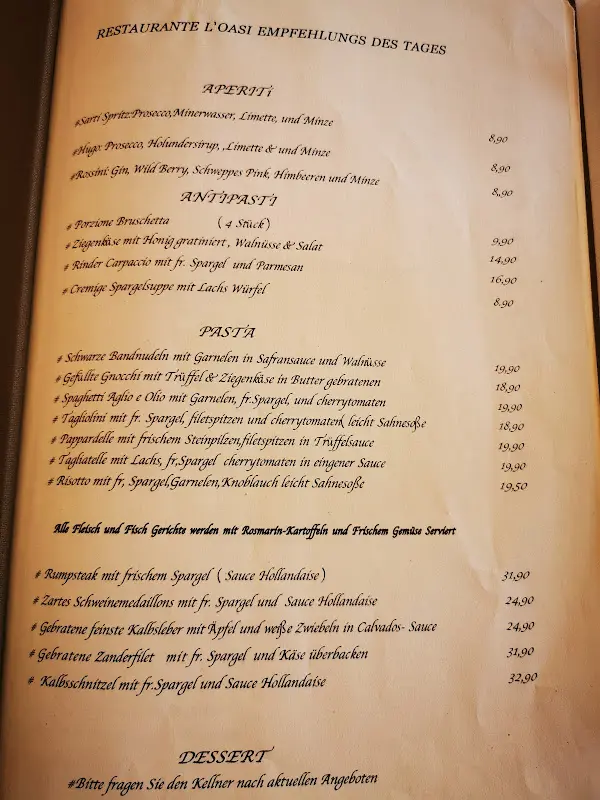 RESTAURANTE L'OASI EMPFEHLUNGS DES TAGES
APERITi
#Sarti Spritz:Prosecco,Minerwasser, Limette, und Minze 8,90
#Hugo: Prosecco, Holundersirup, ,Limette & und Minze 8,90
#Rossini: Gin, Wild Berry, Schweppes Pink, Himbeeren und Minze 8,90
ANTIPASTI
# Porzione Bruschetta ( 4 Stück) 9,90
# Ziegenkäse mit Honig gratiniert , Walnüsse & Salat 14,90
# Rinder Carpaccio mit fr. Spargel und Parmesan 16,90
# Cremige Spargelsuppe mit Lachs Würfel 8,90
PASTA
# Schwarze Bandnudeln mit Garnelen in Safransauce und Walnüsse 19,90
# Gefüllte Gnocchi mit Trüffel & Ziegenkäse in Butter gebratenen 18,90
# Spaghetti Aglio e Olio mit Garnelen, fr.Spargel, und cherrytomaten 19,90
# Tagliolini mit fr. Spargel, filetspitzen und cherrytomaten, leicht Sahnesoße 18,90
# Pappardelle mit frischem Steinpilzen,filetspitzen in Trüffelsauce 19,90
# Tagliatelle mit Lachs, fr,Spargel cherrytomaten in eingener Sauce 19,90
# Risotto mit fr, Spargel,Garnelen,Knoblauch leicht Sahnesoße 19,50
Alle Fleisch und Fisch Gerichte werden mit Rosmarin-Kartoffeln und Frischem Gemüse Serviert
# Rumpsteak mit frischem Spargel ( Sauce Hollandaise ) 31,90
# Zartes Schweinemedaillons mit fr. Spargel und Sauce Hollandaise 24,90
# Gebratene feinste Kalbsleber mit Äpfel und weiße Zwiebeln in Calvados- Sauce 24,90
# Gebratene Zanderfilet mit fr. Spargel und Käse überbacken 31,90
# Kalbsschnitzel mit fr.Spargel und Sauce Hollandaise 32,90
DESSERT
#Bitte fragen Sie den Kellner nach aktuellen Angeboten